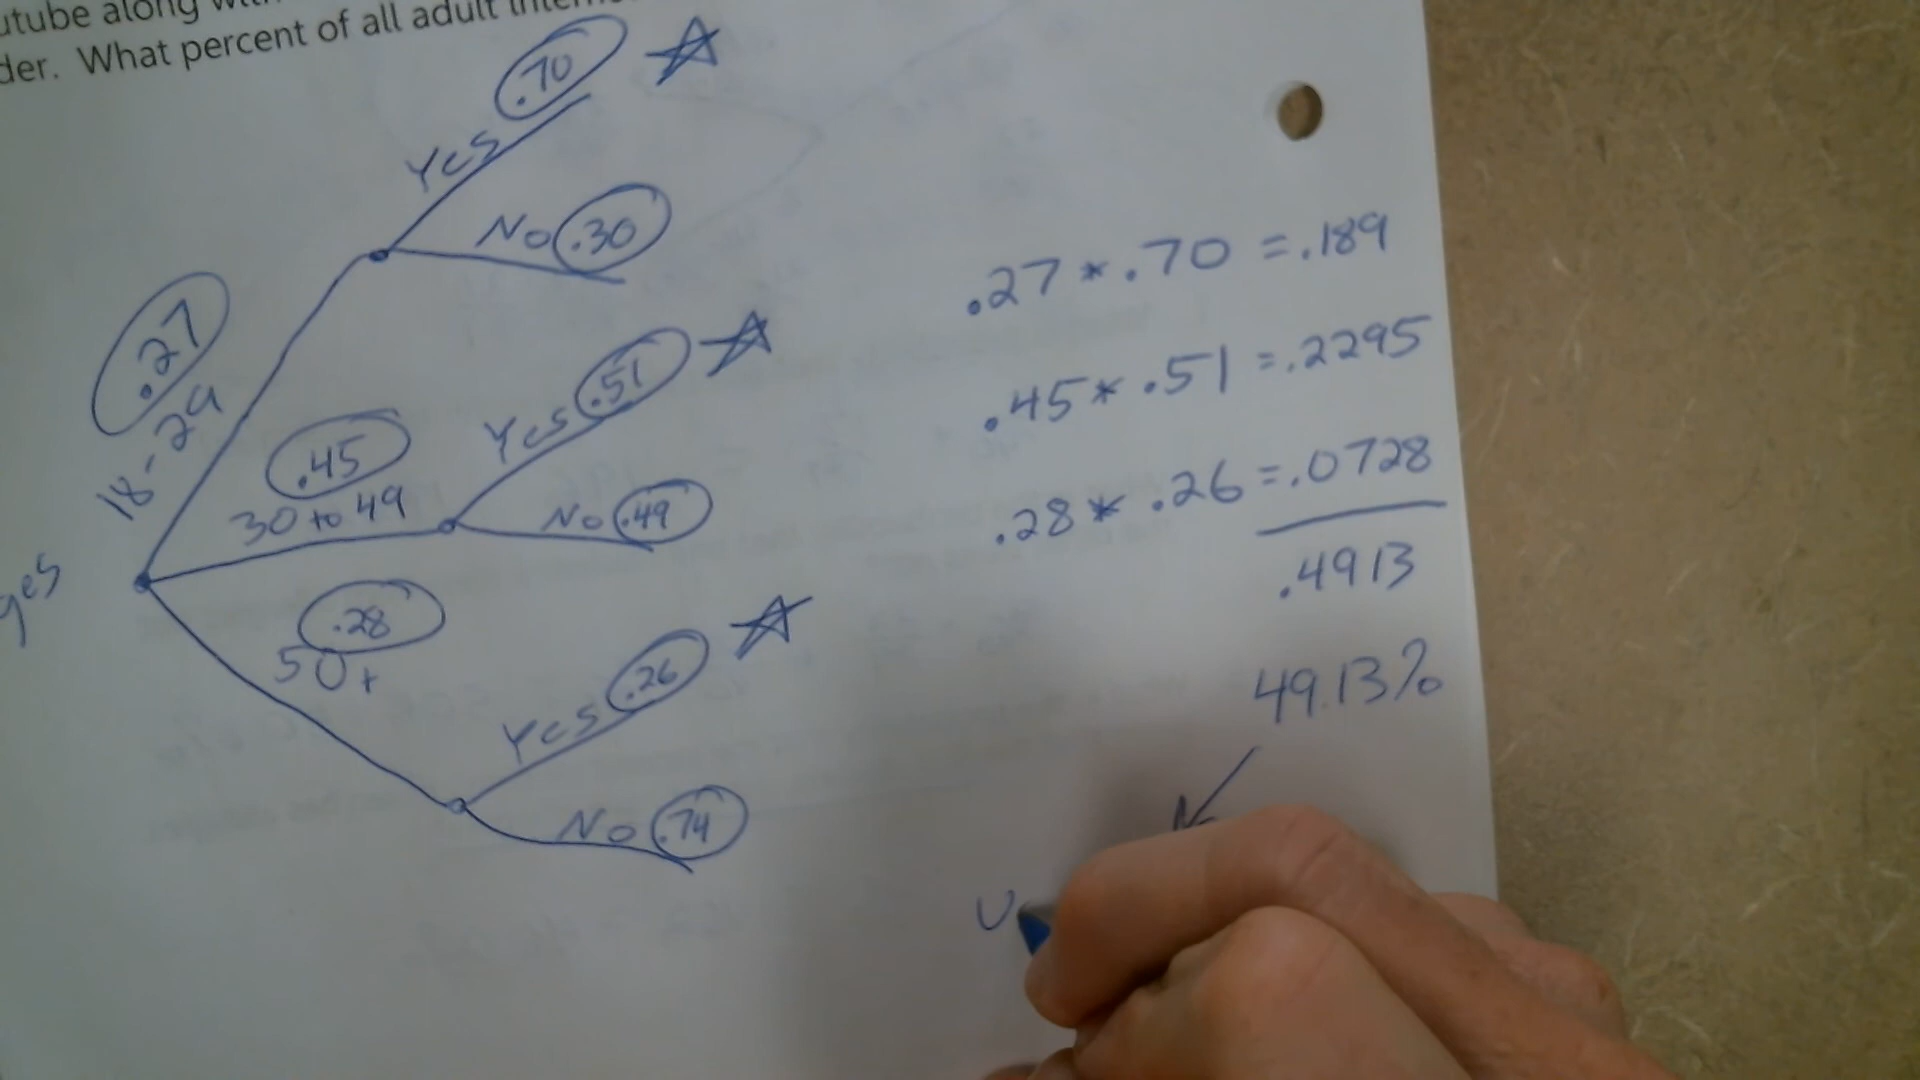 utube along
der. What percent of all adult
Yes .70
No .30
.27
18-29
.45
30 to 49
Yes .51
No .49
.28
50+
Yes .26
No .74
ges
.27 * .70 = .189
.45 * .51 = .2295
.28 * .26 = .0728
.4913
49.13%